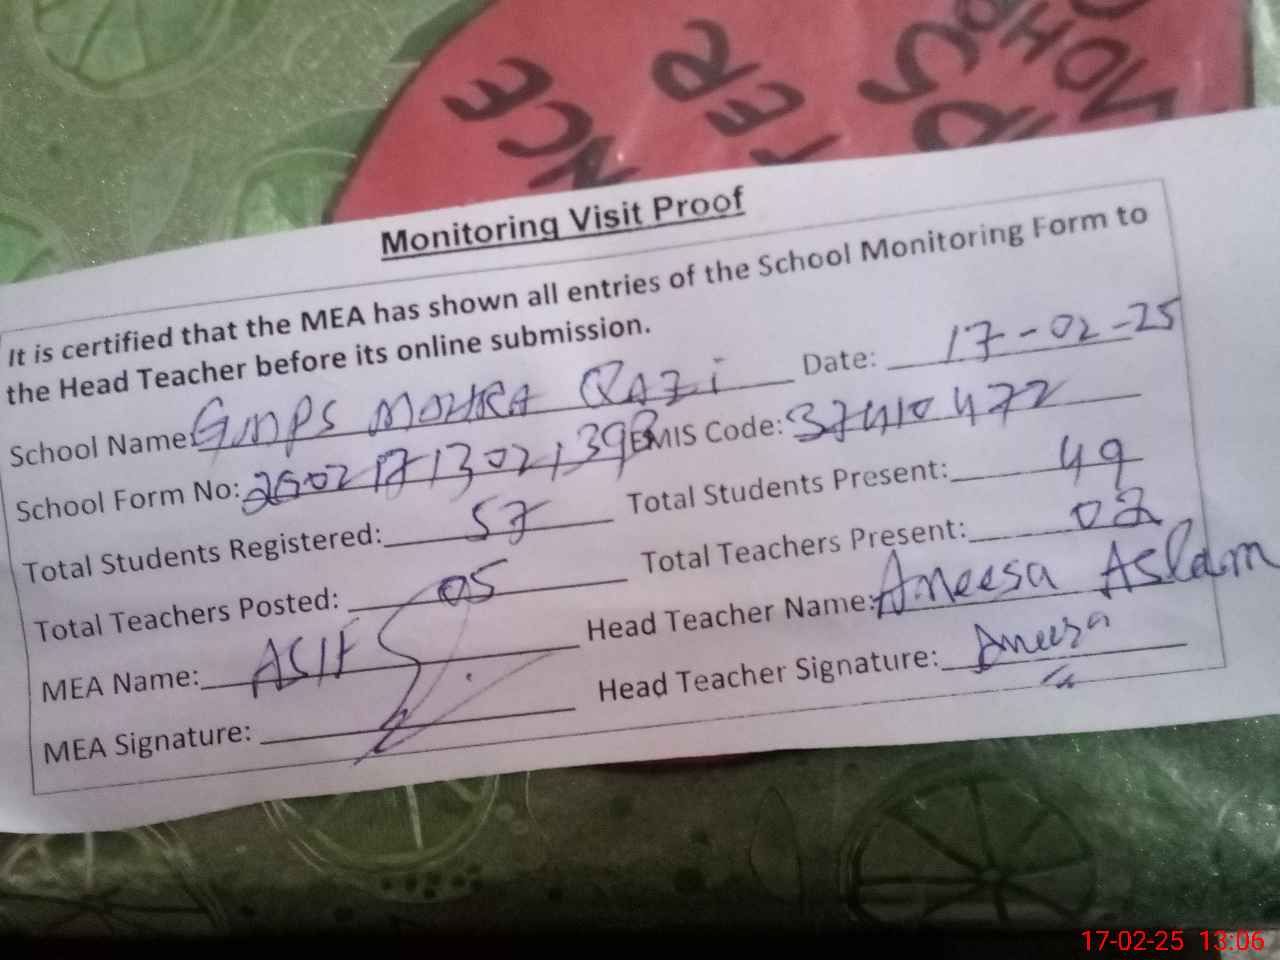 CE
NCE
TER
Monitoring Visit Proof
It is certified that the MEA has shown all entries of the School Monitoring Form to
the Head Teacher before its online submission.
School Name: GMPS MOHRA QAZi Date: 17-02-25
School Form No: 25021713021398 EMIS Code: 37410472
Total Students Registered: 57 Total Students Present: 49
Total Teachers Posted: 05 Total Teachers Present: 02
MEA Name: ASIF Head Teacher Name: Aneesa Aslam
MEA Signature: Head Teacher Signature: Aneesa
17-02-25 13:06